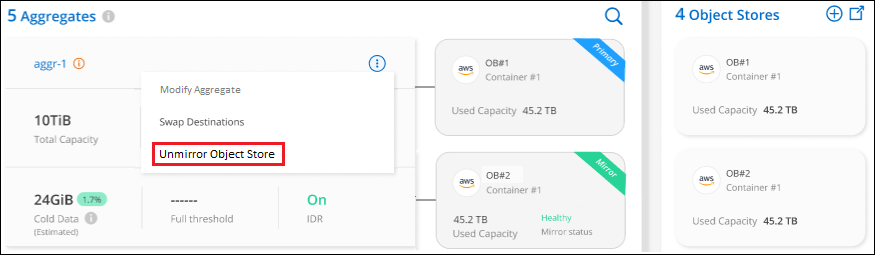 5 Aggregates
4 Object Stores
aggr-1
Modify Aggregate
Swap Destinations
Unmirror Object Store
10TiB
Total Capacity
24GiB 1.7%
Cold Data
(Estimated)
------
Full threshold
On
IDR
Primary
aws
OB#1
Container #1
Used Capacity 45.2 TB
Mirror
aws
OB#2
Container #1
45.2 TB
Used Capacity
Healthy
Mirror status
aws
OB#1
Container #1
Used Capacity 45.2 TB
aws
OB#2
Container #1
Used Capacity 45.2 TB